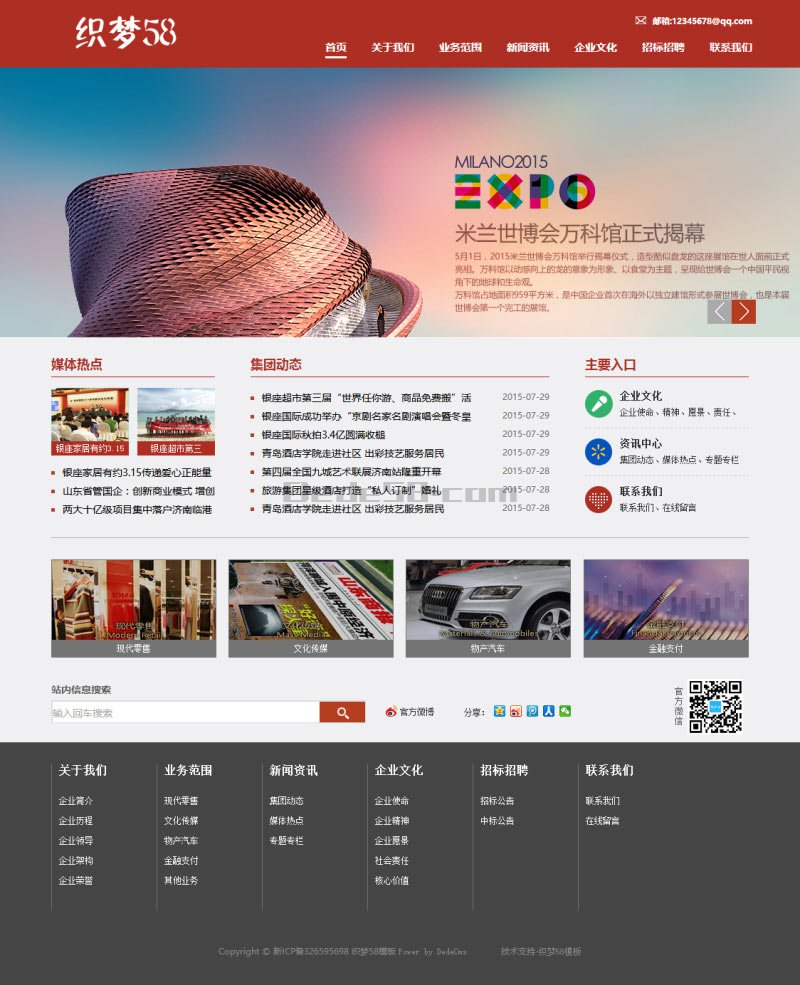 织梦58
邮箱:12345678@qq.com
首页 关于我们 业务范围 新闻资讯 企业文化 招标招聘 联系我们
MILANO2015
EXPO
米兰世博会万科馆正式揭幕
5月1日，2015米兰世博会万科馆举行揭幕仪式，造型酷似盘龙的这座展馆在世人面前正式
亮相。万科馆以动感向上的龙的意象为形象、以食堂为主题，呈现给世博会一个中国平民视
角下的地球和生命观。
万科馆占地面积959平方米，是中国企业首次在海外以独立建馆形式参展世博会，也是本届
世博会第一个完工的展馆。
媒体热点
银座家居有约3.15
银座超市第三
银座家居有约3.15传递爱心正能量
山东省管国企：创新商业模式 增创
两大十亿级项目集中落户济南临港
集团动态
银座超市第三届“世界任你游、商品免费搬”活 2015-07-29
银座国际成功举办“京剧名家名剧演唱会暨冬皇 2015-07-29
银座国际秋拍3.4亿圆满收槌 2015-07-29
青岛酒店学院走进社区 出彩技艺服务居民 2015-07-29
第四届全国九城艺术联展济南站隆重开幕 2015-07-28
旅游集团星级酒店打造“私人订制”婚礼 2015-07-28
青岛酒店学院走进社区 出彩技艺服务居民 2015-07-28
Dede58.com
主要入口
企业文化
企业使命、精神、愿景、责任、
资讯中心
集团动态、媒体热点、专题专栏
联系我们
联系我们、在线留言
现代零售
Modern Retail
现代零售
文化传媒
Mass Media
文化传媒
物产汽车
Materials & Automobiles
物产汽车
金融支付
站内信息搜索
输入回车搜索
官方微博
分享：
官方微信
关于我们
企业简介
企业历程
企业领导
企业架构
企业荣誉
业务范围
现代零售
文化传媒
物产汽车
金融支付
其他业务
新闻资讯
集团动态
媒体热点
专题专栏
企业文化
企业使命
企业精神
企业愿景
社会责任
核心价值
招标招聘
招标公告
中标公告
联系我们
联系我们
在线留言
Copyright © 新ICP备326595698 织梦58模板 Power by DedeCms 技术支持-织梦58模板